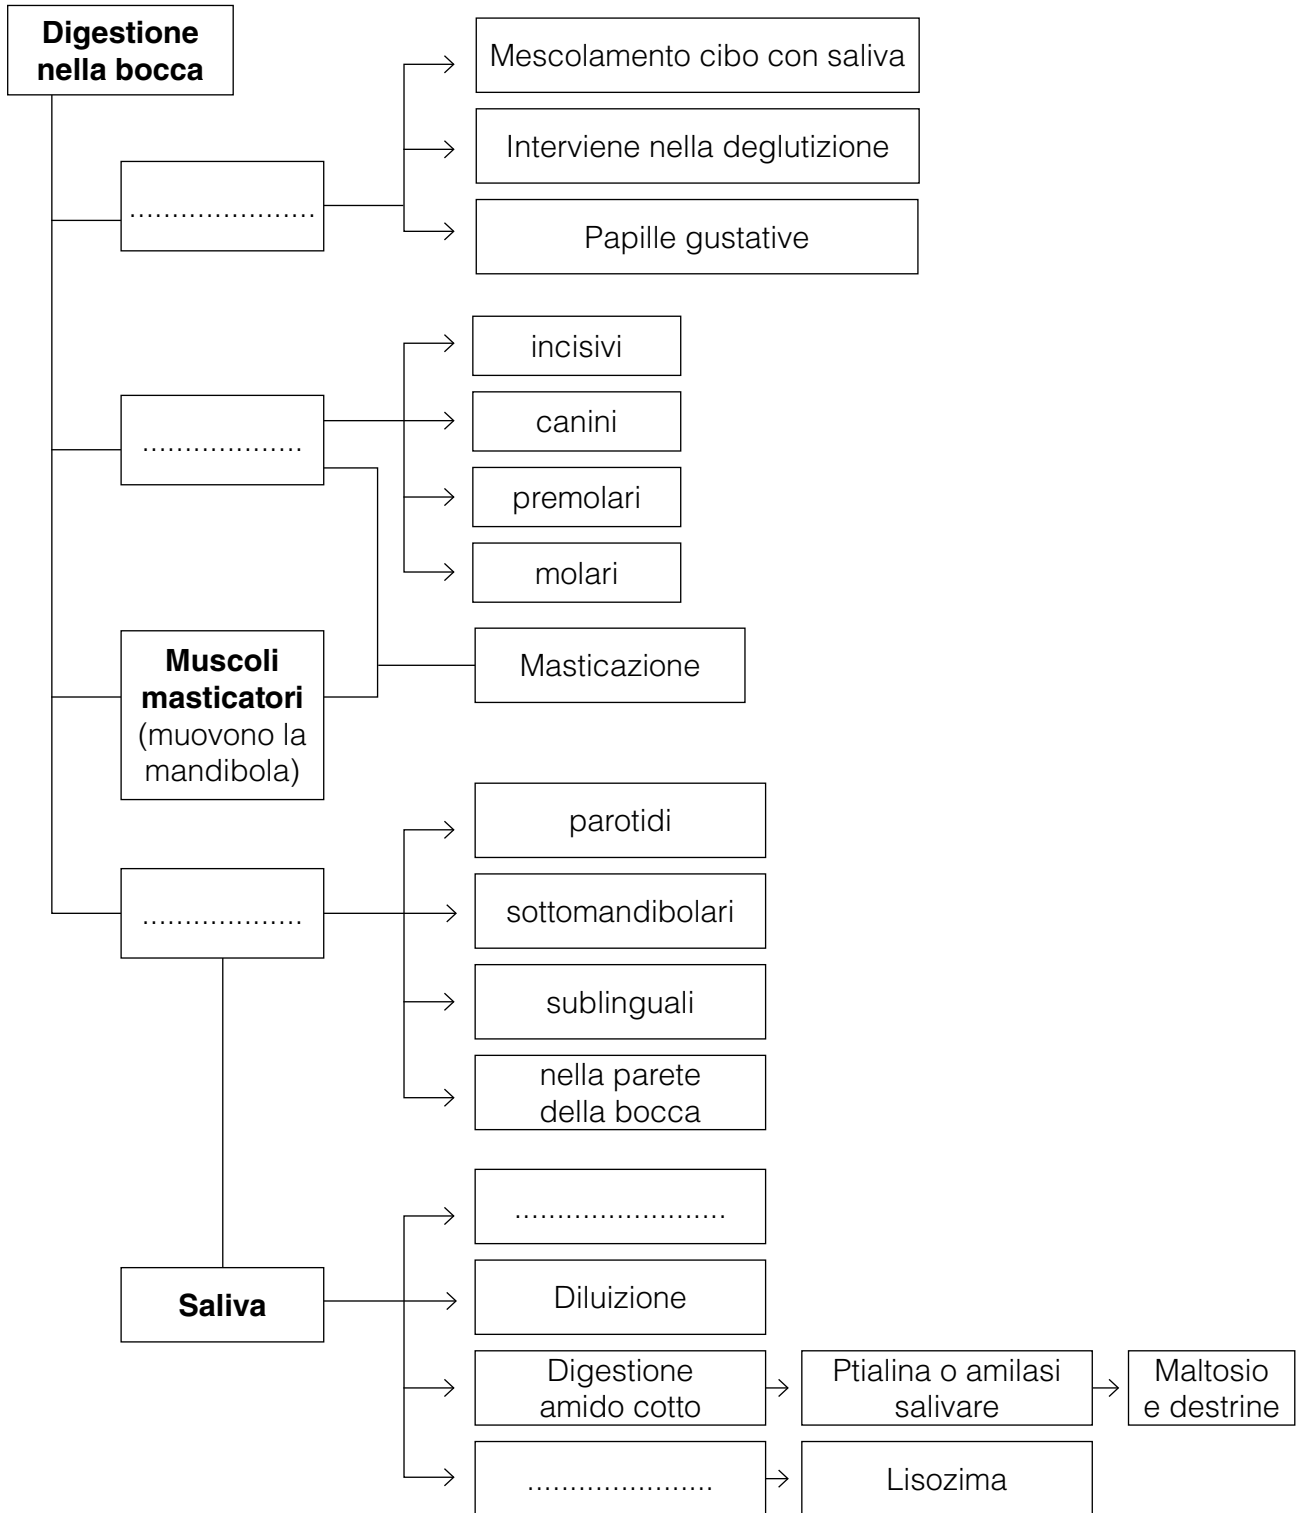 Digestione
nella bocca
Mescolamento cibo con saliva
Interviene nella deglutizione
......................
Papille gustative
incisivi
canini
...................
premolari
molari
Muscoli
masticatori
(muovono la
mandibola)
Masticazione
parotidi
sottomandibolari
...................
sublinguali
nella parete
della bocca
.........................
Saliva
Diluizione
Digestione
amido cotto
Ptialina o amilasi
salivare
Maltosio
e destrine
......................
Lisozima